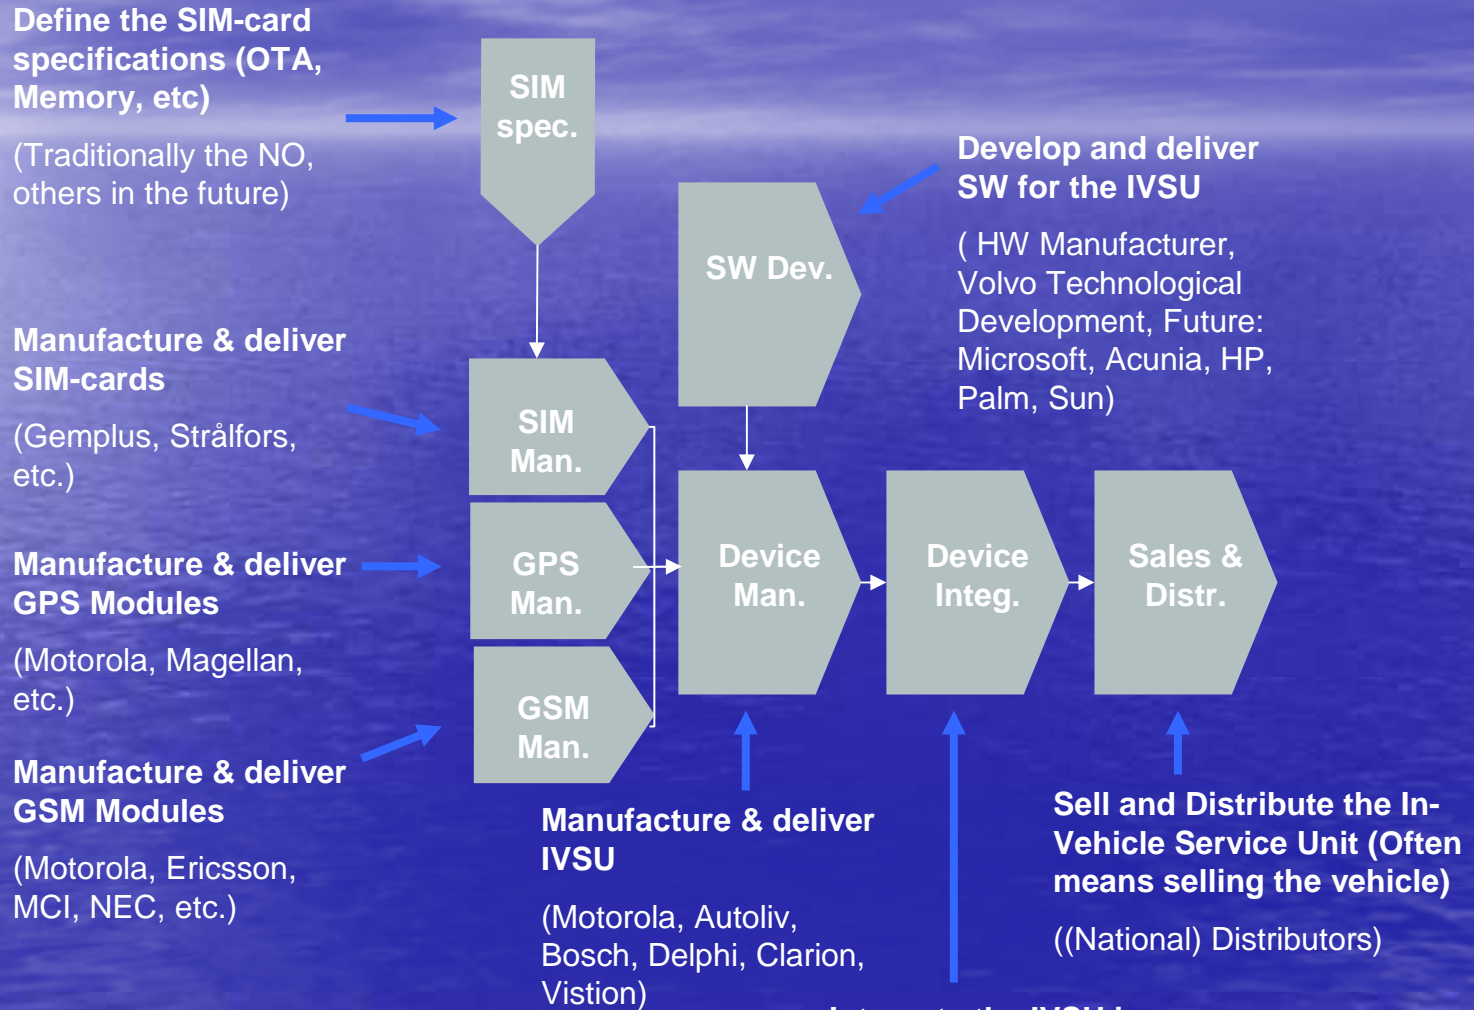 Define the SIM-card
specifications (OTA,
Memory, etc)
(Traditionally the NO,
others in the future)
SIM
spec.
Develop and deliver
SW for the IVSU
( HW Manufacturer,
Volvo Technological
Development, Future:
Microsoft, Acunia, HP,
Palm, Sun)
SW Dev.
Manufacture & deliver
SIM-cards
(Gemplus, Strålfors,
etc.)
SIM
Man.
Manufacture & deliver
GPS Modules
(Motorola, Magellan,
etc.)
GPS
Man.
Device
Man.
Device
Integ.
Sales &
Distr.
GSM
Man.
Manufacture & deliver
GSM Modules
(Motorola, Ericsson,
MCI, NEC, etc.)
Manufacture & deliver
IVSU
(Motorola, Autoliv,
Bosch, Delphi, Clarion,
Vistion)
Sell and Distribute the In-
Vehicle Service Unit (Often
means selling the vehicle)
((National) Distributors)
the IVSU